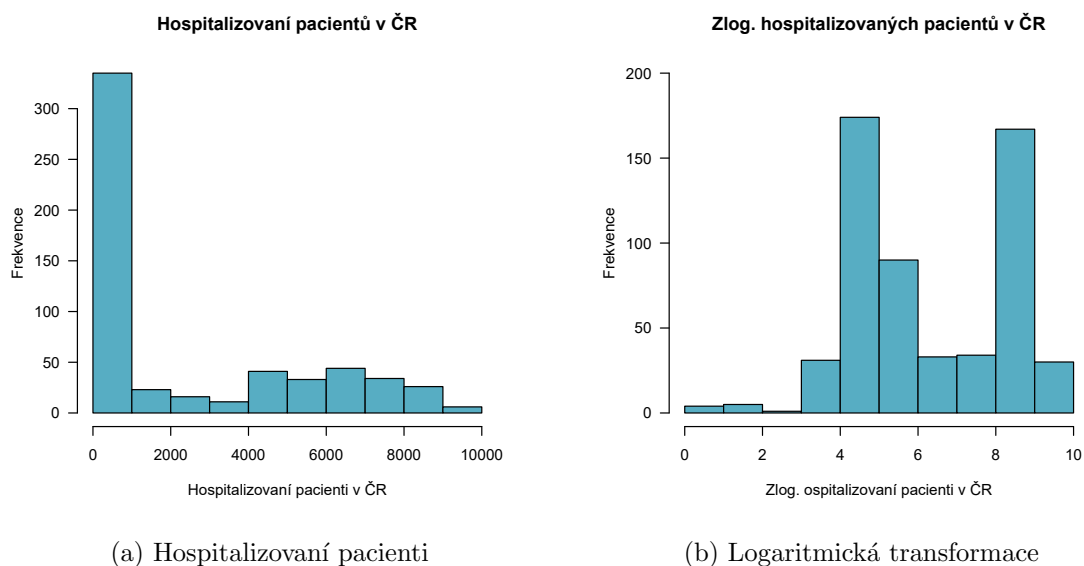 Hospitalizovaní pacientů v ČR
Frekvence
300
250
200
150
100
50
0
0 2000 4000 6000 8000 10000
Hospitalizovaní pacienti v ČR
(a) Hospitalizovaní pacienti
Zlog. hospitalizovaných pacientů v ČR
Frekvence
200
150
100
50
0
0 2 4 6 8 10
Zlog. ospitalizovaní pacienti v ČR
(b) Logaritmická transformace